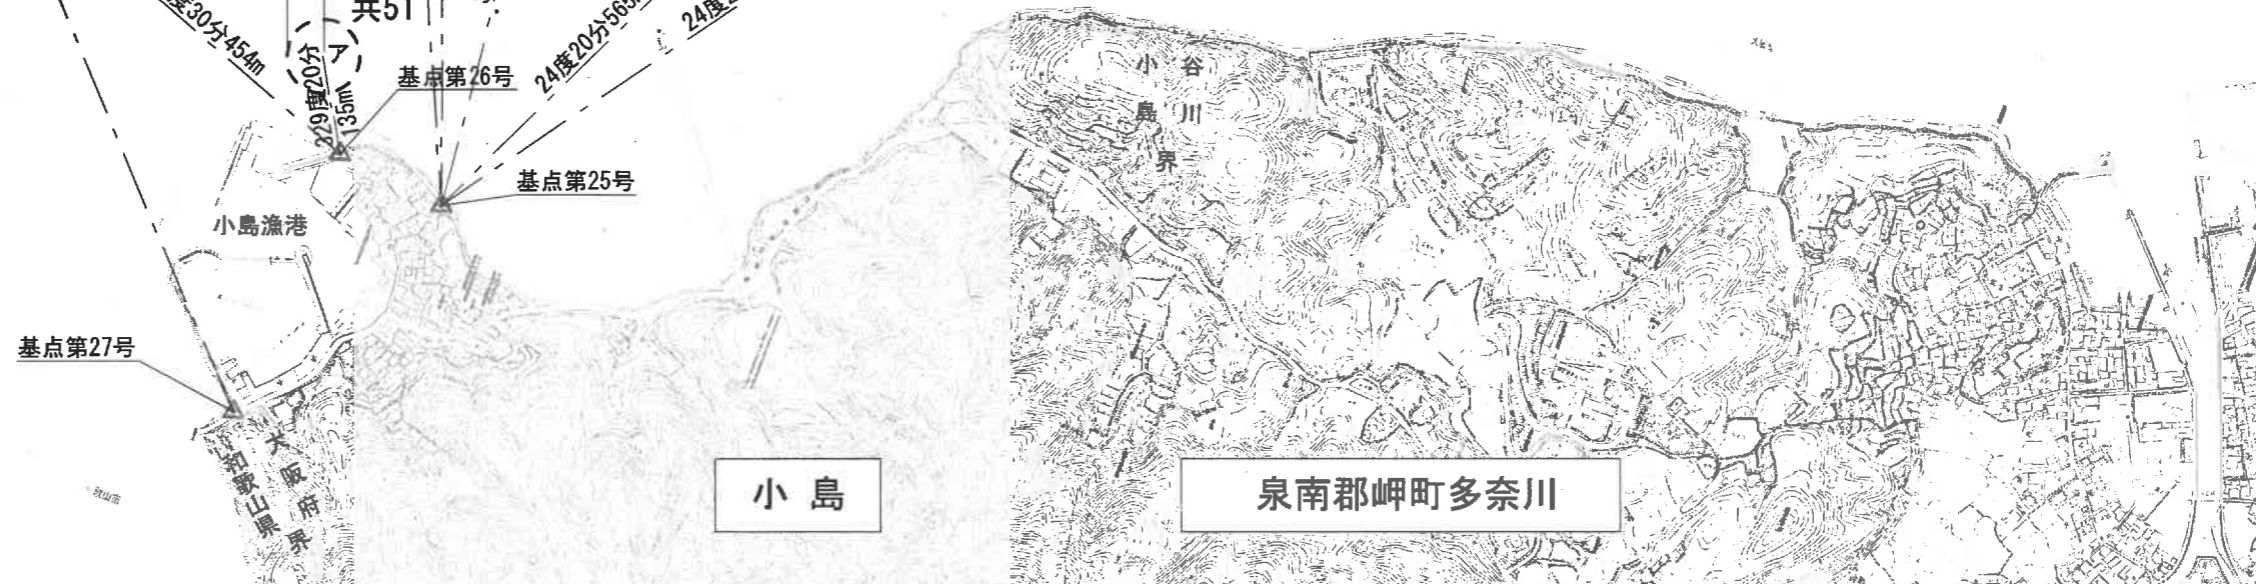 共51
度30分454m
329度20分
135m
ア
24度20分565
24度
基点第26号
基点第25号
小島漁港
基点第27号
大阪府
和歌山県
界
小島
谷川
界
小島
泉南郡岬町多奈川